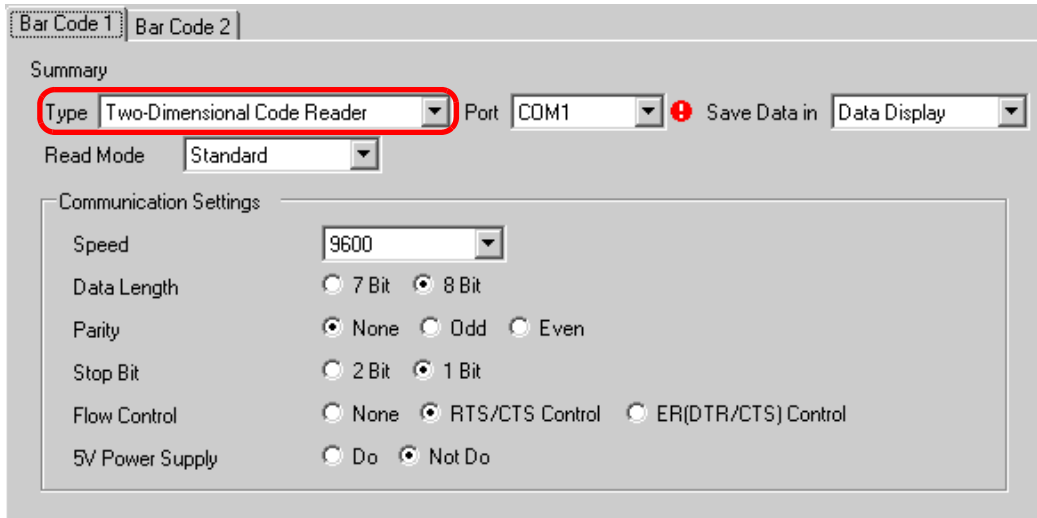 Bar Code 1 Bar Code 2
Summary
Type Two-Dimensional Code Reader Port COM1 Save Data in Data Display
Read Mode Standard
Communication Settings
Speed 9600
Data Length 7 Bit 8 Bit
Parity None Odd Even
Stop Bit 2 Bit 1 Bit
Flow Control None RTS/CTS Control ER(DTR/CTS) Control
5V Power Supply Do Not Do